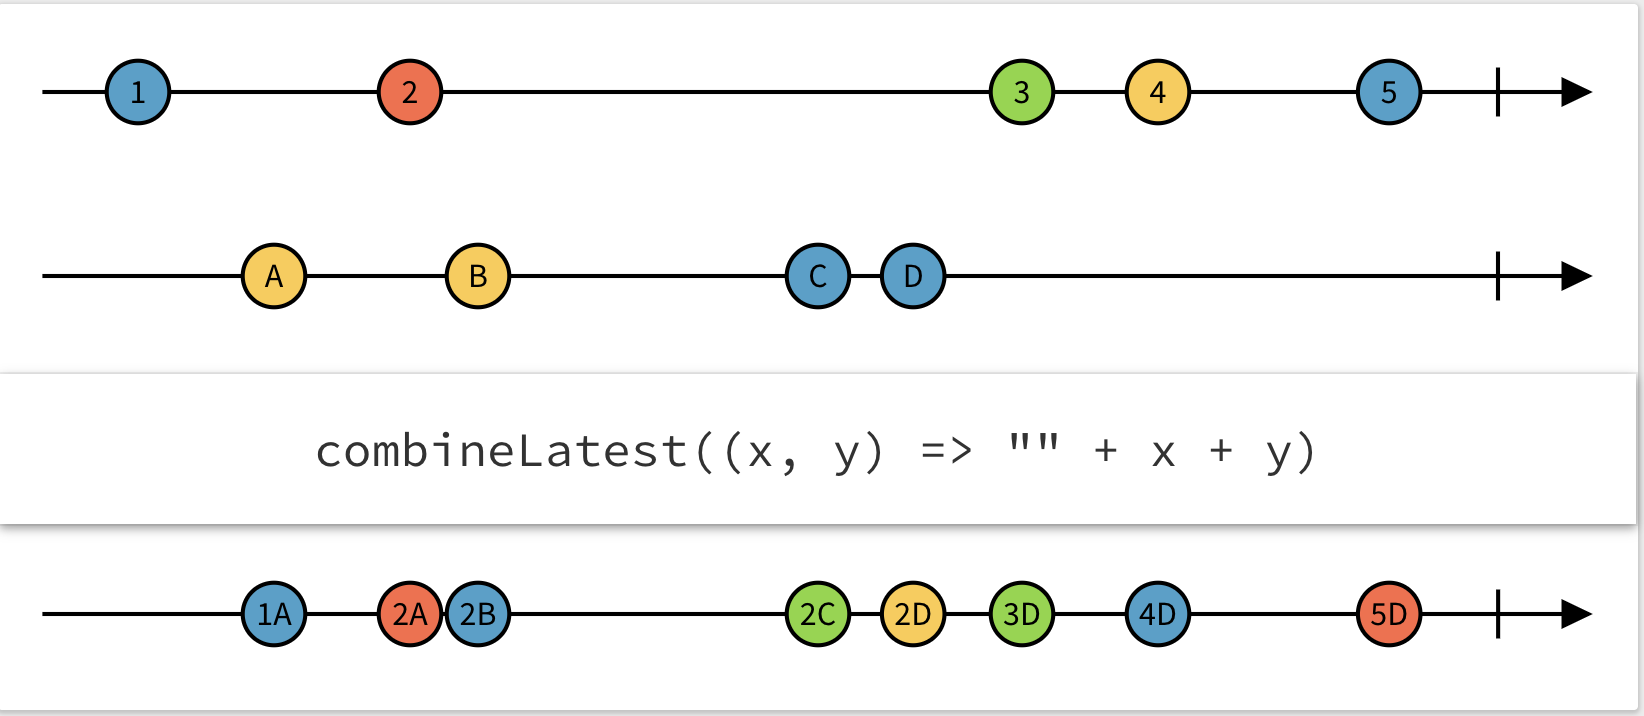 1 2 3 4 5
A B C D
combineLatest((x, y) => "" + x + y)
1A 2A 2B 2C 2D 3D 4D 5D